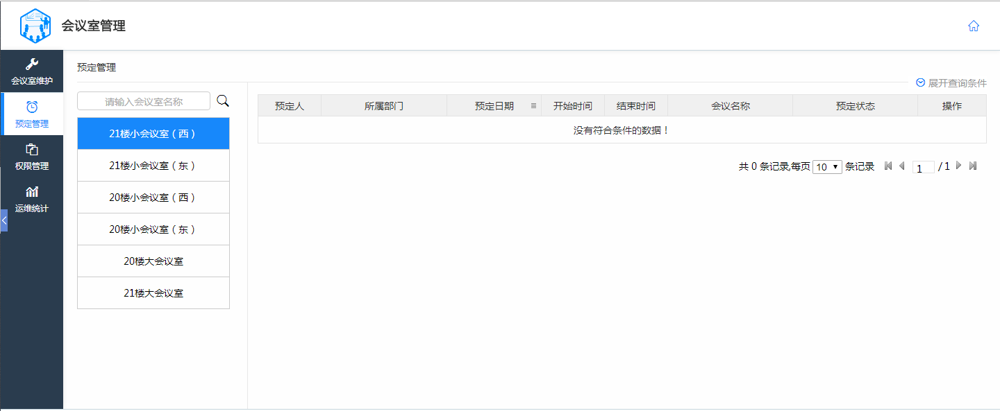 会议室管理
会议室维护
预定管理
权限管理
运维统计
预定管理
展开查询条件
请输入会议室名称
21楼小会议室（西）
21楼小会议室（东）
20楼小会议室（西）
20楼小会议室（东）
20楼大会议室
21楼大会议室
预定人 所属部门 预定日期 开始时间 结束时间 会议名称 预定状态 操作
没有符合条件的数据！
共 0 条记录,每页 10 条记录 1 / 1